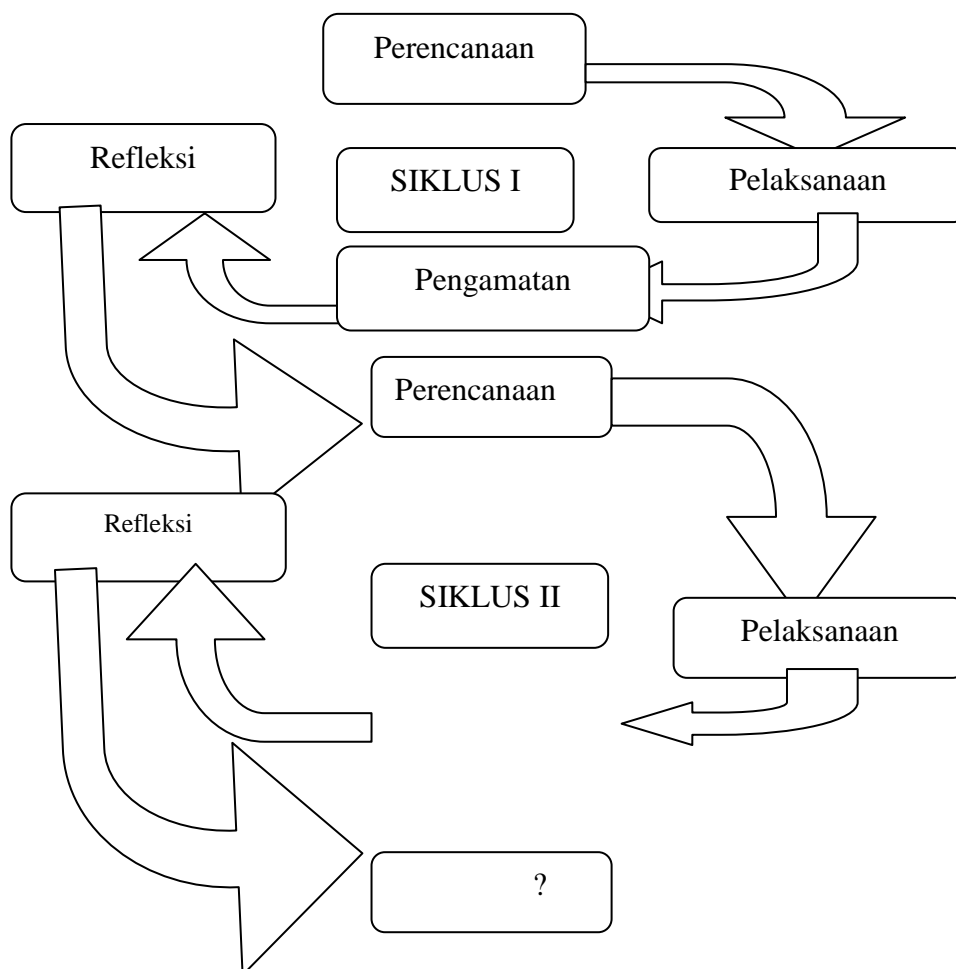 Perencanaan
Refleksi
SIKLUS I
Pelaksanaan
Pengamatan
Perencanaan
Refleksi
SIKLUS II
Pelaksanaan
?